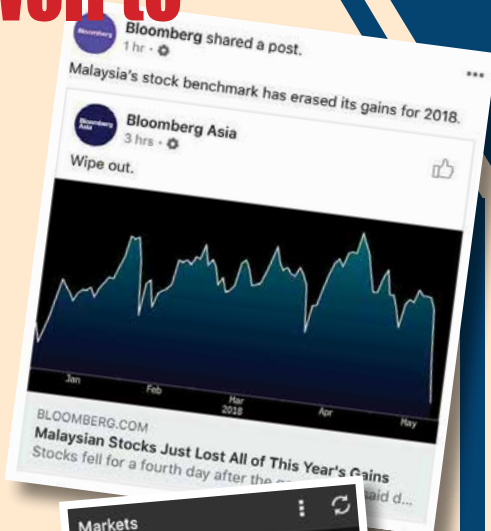 Bloomberg shared a post.
1 hr
Malaysia's stock benchmark has erased its gains for 2018.
Bloomberg Asia
3 hrs
Wipe out.
Jan Feb Mar Apr May
2018
BLOOMBERG.COM
Malaysian Stocks Just Lost All of This Year's Gains
Stocks fell for a fourth day after the
Markets